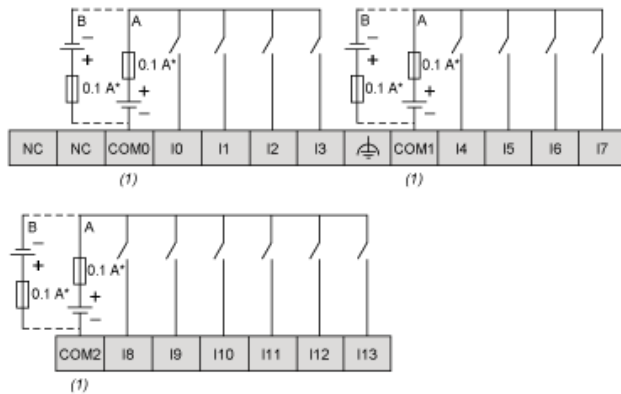 B A B A
− −
+ 0.1 A* + 0.1 A*
0.1 A* + 0.1 A* +
− −
NC NC COM0 I0 I1 I2 I3 COM1 I4 I5 I6 I7
(1) (1)
B A
−
+ 0.1 A*
0.1 A* +
−
COM2 I8 I9 I10 I11 I12 I13
(1)